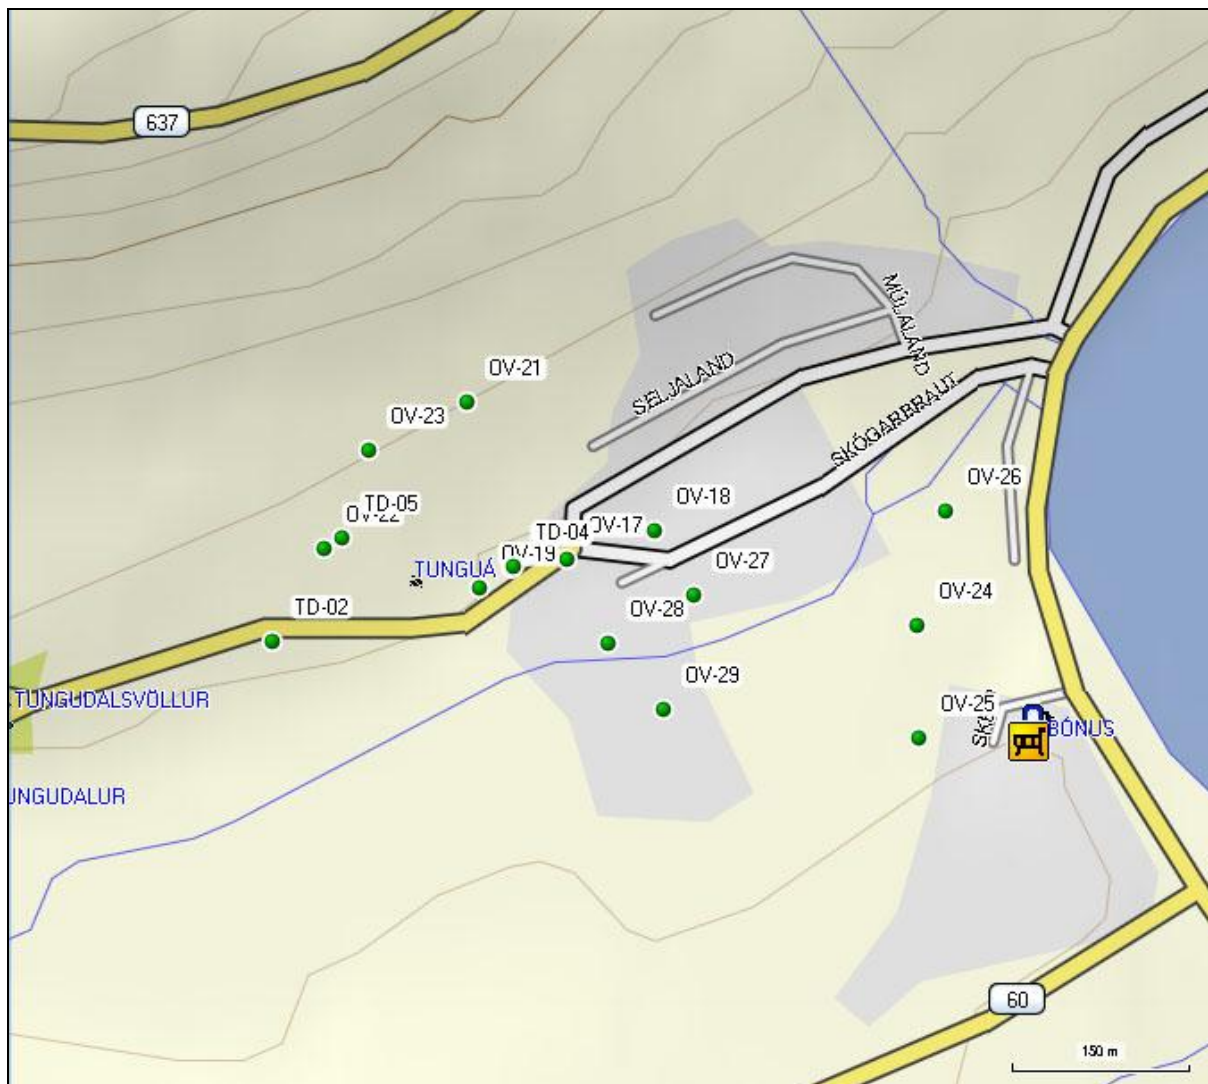 637
MÚLALAND
SELJALAND
OV-21
SKÓGARBRAUT
OV-23
OV-26
OV-18
TD-05
OV-22
OV-17
TD-04
OV-19
OV-27
TUNGUÁ
TD-02
OV-28
OV-24
OV-29
TUNGUDALSVÖLLUR
OV-25
BÓNUS
UNGUDALUR
60
150 m